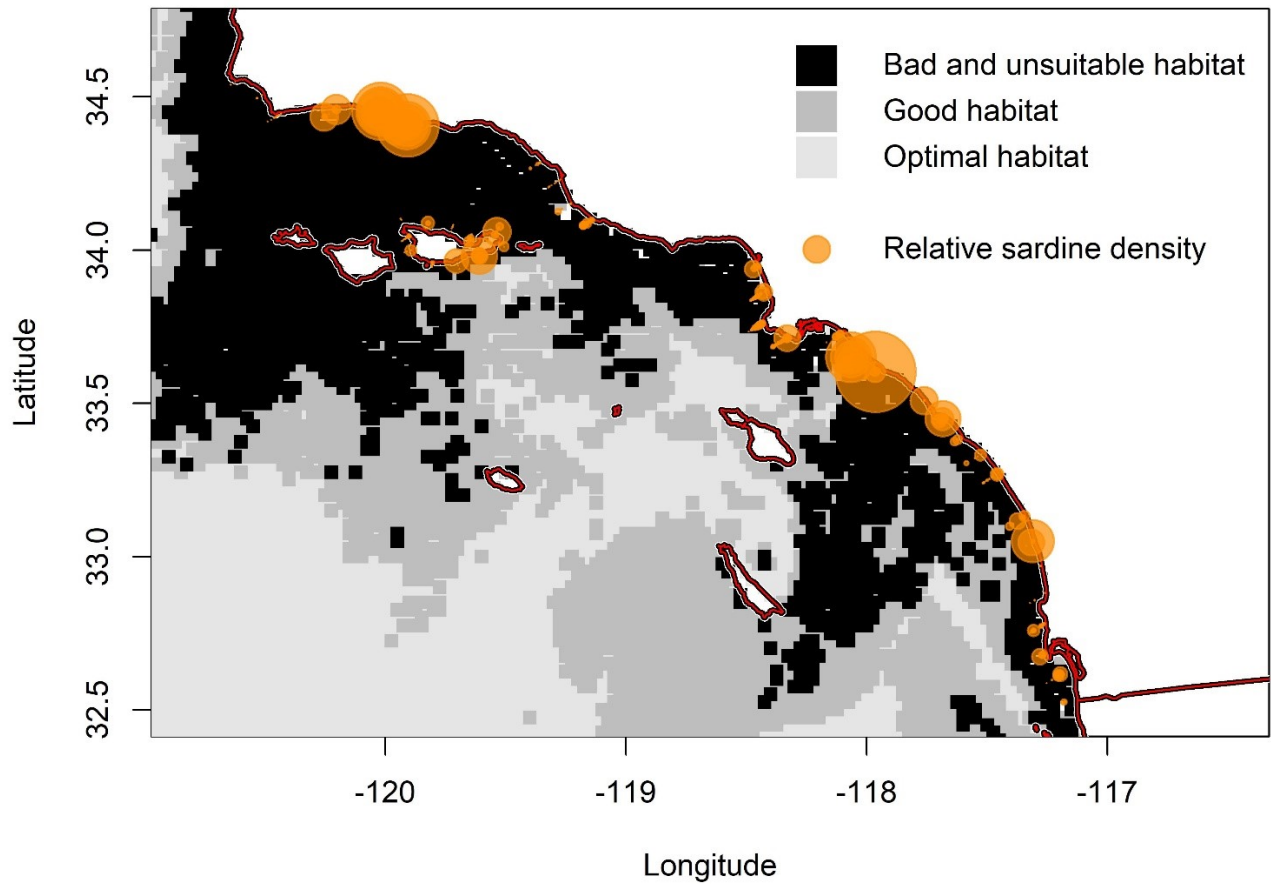 Bad and unsuitable habitat
Good habitat
Optimal habitat
Relative sardine density
Latitude
34.5
34.0
33.5
33.0
32.5
-120
-119
-118
-117
Longitude